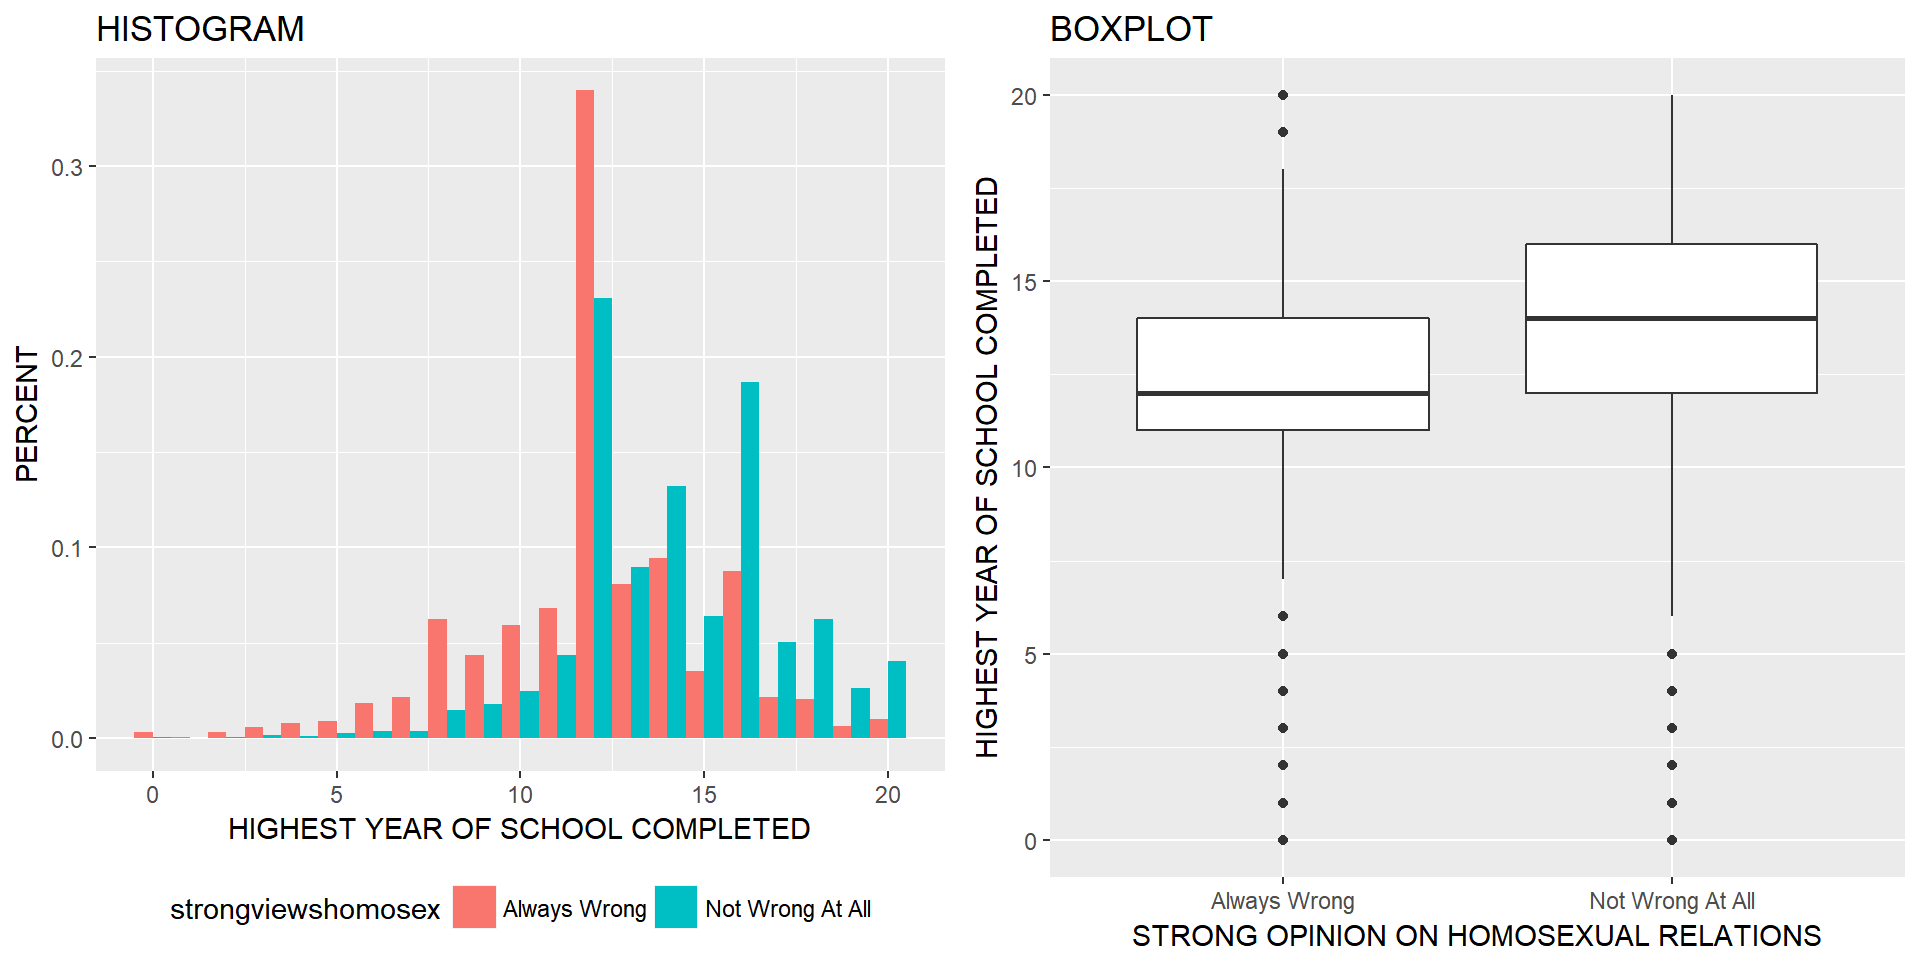 HISTOGRAM
PERCENT
0.3
0.2
0.1
0.0
0 5 10 15 20
HIGHEST YEAR OF SCHOOL COMPLETED
strongviewshomosex Always Wrong Not Wrong At All
BOXPLOT
HIGHEST YEAR OF SCHOOL COMPLETED
20
15
10
5
0
Always Wrong Not Wrong At All
STRONG OPINION ON HOMOSEXUAL RELATIONS